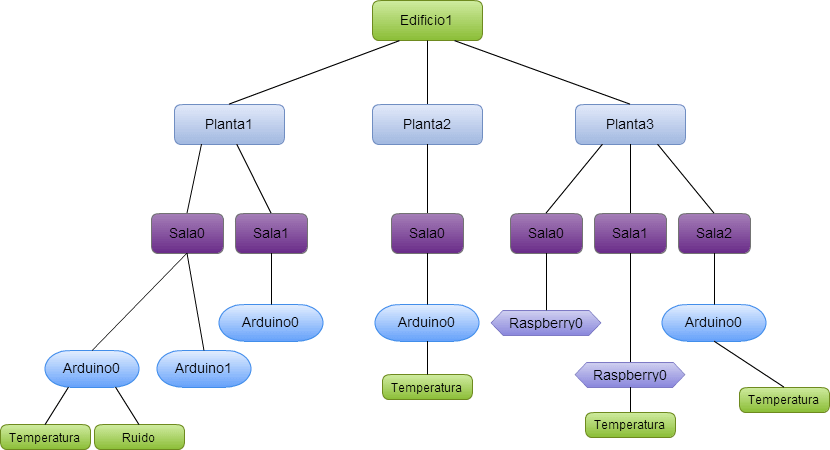 Edificio1
Planta1
Planta2
Planta3
Sala0
Sala1
Sala0
Sala0
Sala1
Sala2
Arduino0
Arduino0
Raspberry0
Arduino0
Arduino0
Arduino1
Raspberry0
Temperatura
Temperatura
Temperatura
Temperatura
Ruido